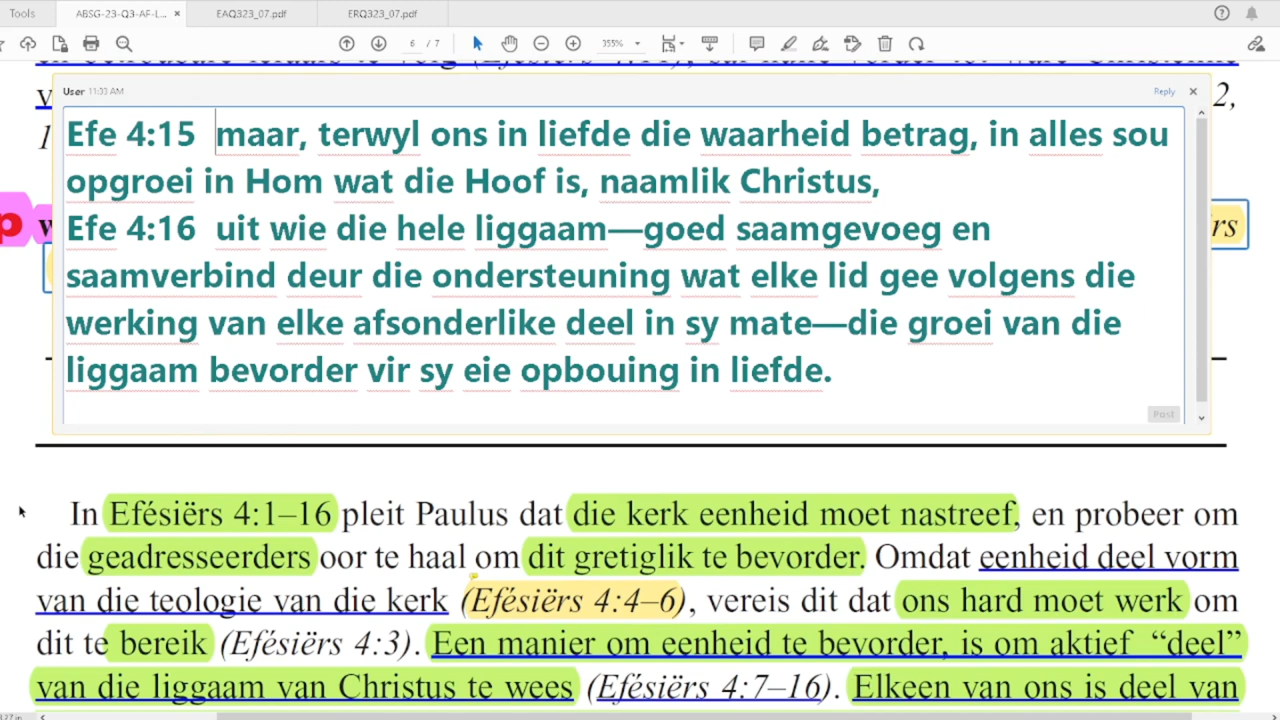 Tools
ABSG-23-Q3-AF-L...
EAQ323_07.pdf
ERQ323_07.pdf
6 / 7
355%
User 11:33 AM
Reply
2,
Efe 4:15 maar, terwyl ons in liefde die waarheid betrag, in alles sou
opgroei in Hom wat die Hoof is, naamlik Christus,
Efe 4:16 uit wie die hele liggaam—goed saamgevoeg en
saamverbind deur die ondersteuning wat elke lid gee volgens die
werking van elke afsonderlike deel in sy mate—die groei van die
liggaam bevorder vir sy eie opbouing in liefde.
Post
In Efésiërs 4:1–16 pleit Paulus dat die kerk eenheid moet nastreef, en probeer om
die geadresseerders oor te haal om dit gretiglik te bevorder. Omdat eenheid deel vorm
van die teologie van die kerk (Efésiërs 4:4–6), vereis dit dat ons hard moet werk om
dit te bereik (Efésiërs 4:3). Een manier om eenheid te bevorder, is om aktief “deel”
van die liggaam van Christus te wees (Efésiërs 4:7–16). Elkeen van ons is deel van